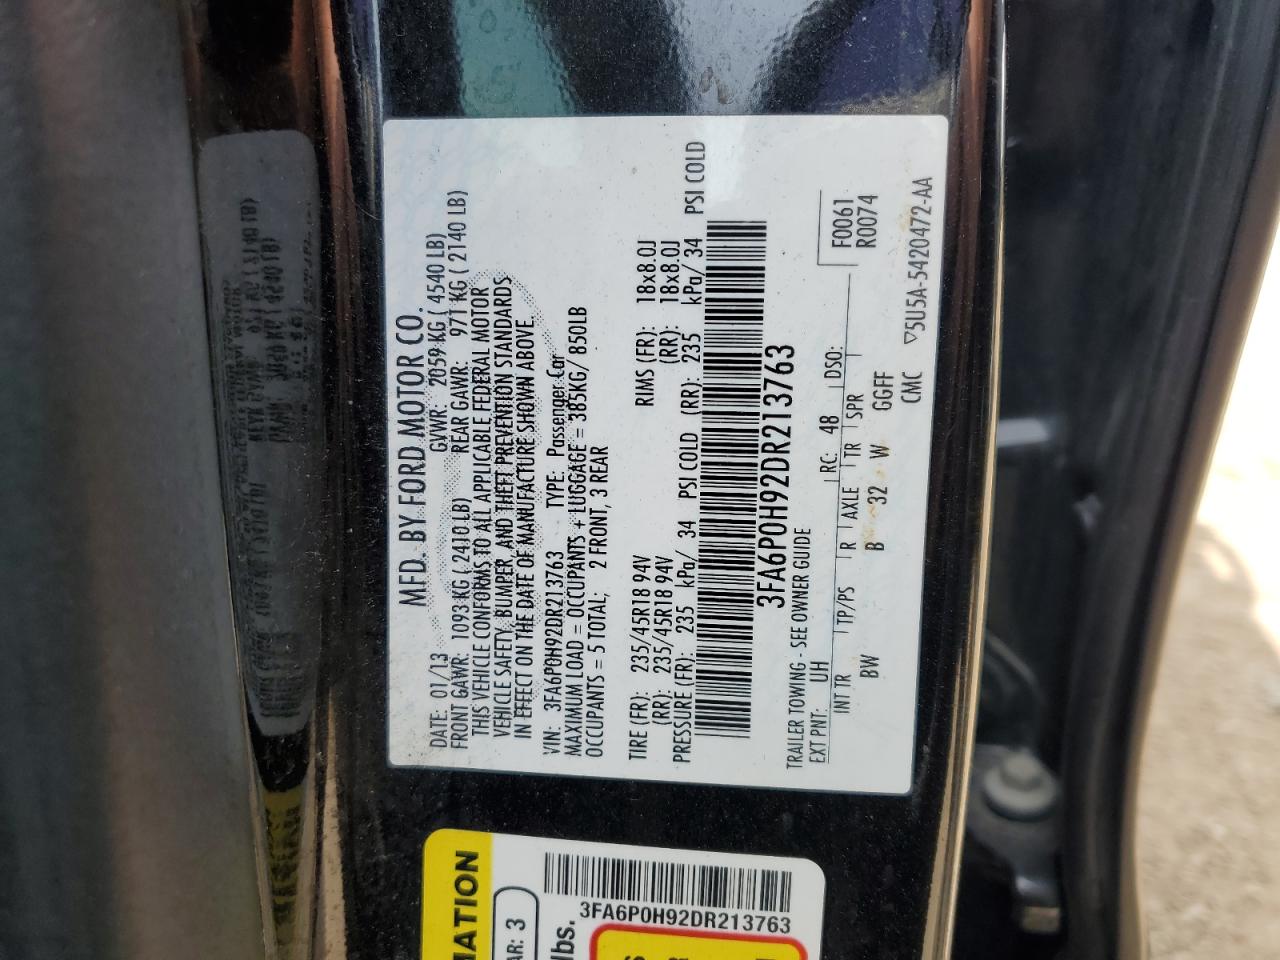 MFD. BY FORD MOTOR CO.
DATE: 01/13 GVWR: 2059 KG ( 4540 LB)
FRONT GAWR: 1093 KG ( 2410 LB) REAR GAWR: 971 KG ( 2140 LB)
THIS VEHICLE CONFORMS TO ALL APPLICABLE FEDERAL MOTOR
VEHICLE SAFETY, BUMPER, AND THEFT PREVENTION STANDARDS
IN EFFECT ON THE DATE OF MANUFACTURE SHOWN ABOVE.
VIN: 3FA6P0H92DR213763 TYPE: Passenger Car
MAXIMUM LOAD = OCCUPANTS + LUGGAGE = 385KG/ 850LB
OCCUPANTS = 5 TOTAL; 2 FRONT, 3 REAR
TIRE (FR): 235/45R18 94V RIMS (FR): 18x8.0J
(RR): 235/45R18 94V (RR): 18x8.0J
PRESSURE (FR): 235 kPa/ 34 PSI COLD (RR): 235 kPa/ 34 PSI COLD
3FA6P0H92DR213763
TRAILER TOWING - SEE OWNER GUIDE
EXT PNT: UH RC: 48 DSO: F0061
R0074
INT TR TP/PS R AXLE TR SPR
BW B 32 W GGFF
CMC ▽5U5A-5420472-AA
MATION
AR: 3
lbs.
3FA6P0H92DR213763